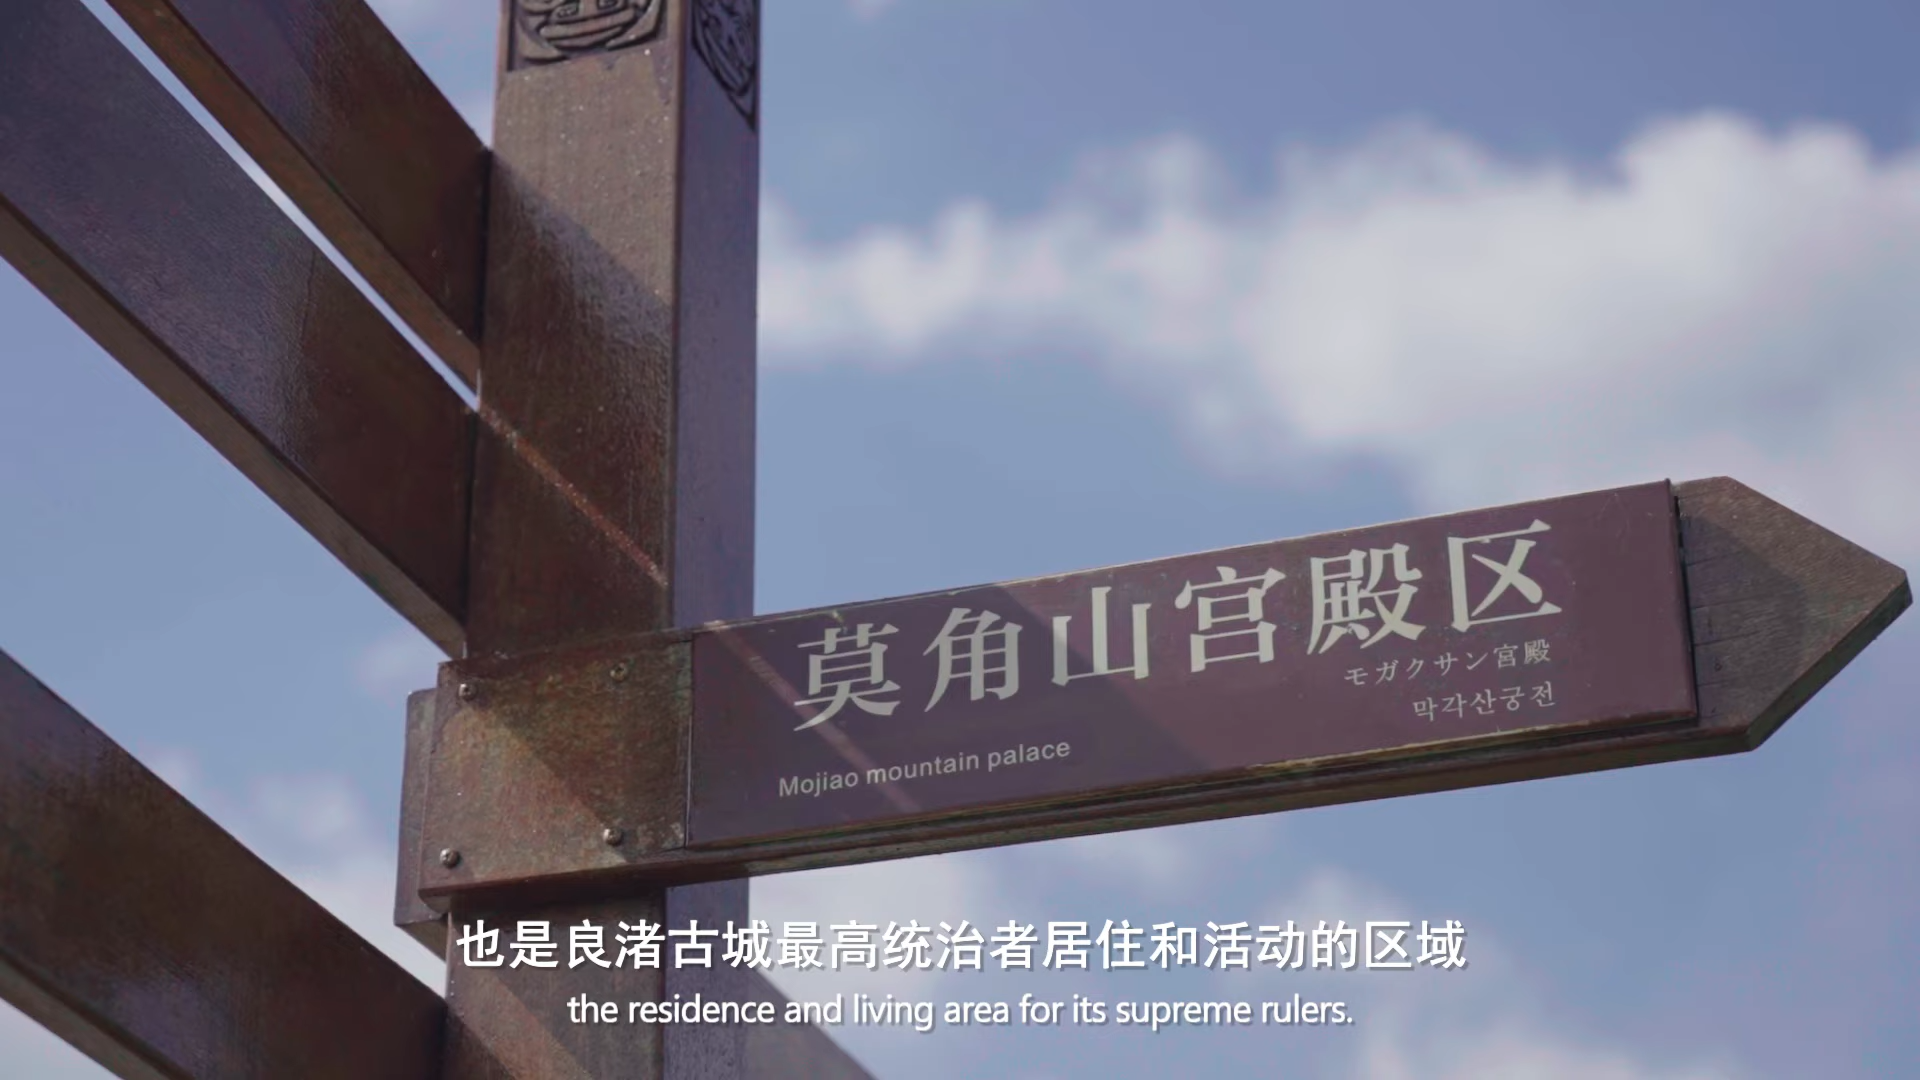 莫角山宫殿区
モガクサン宮殿
막각산궁전
Mojiao mountain palace
也是良渚古城最高统治者居住和活动的区域
the residence and living area for its supreme rulers.